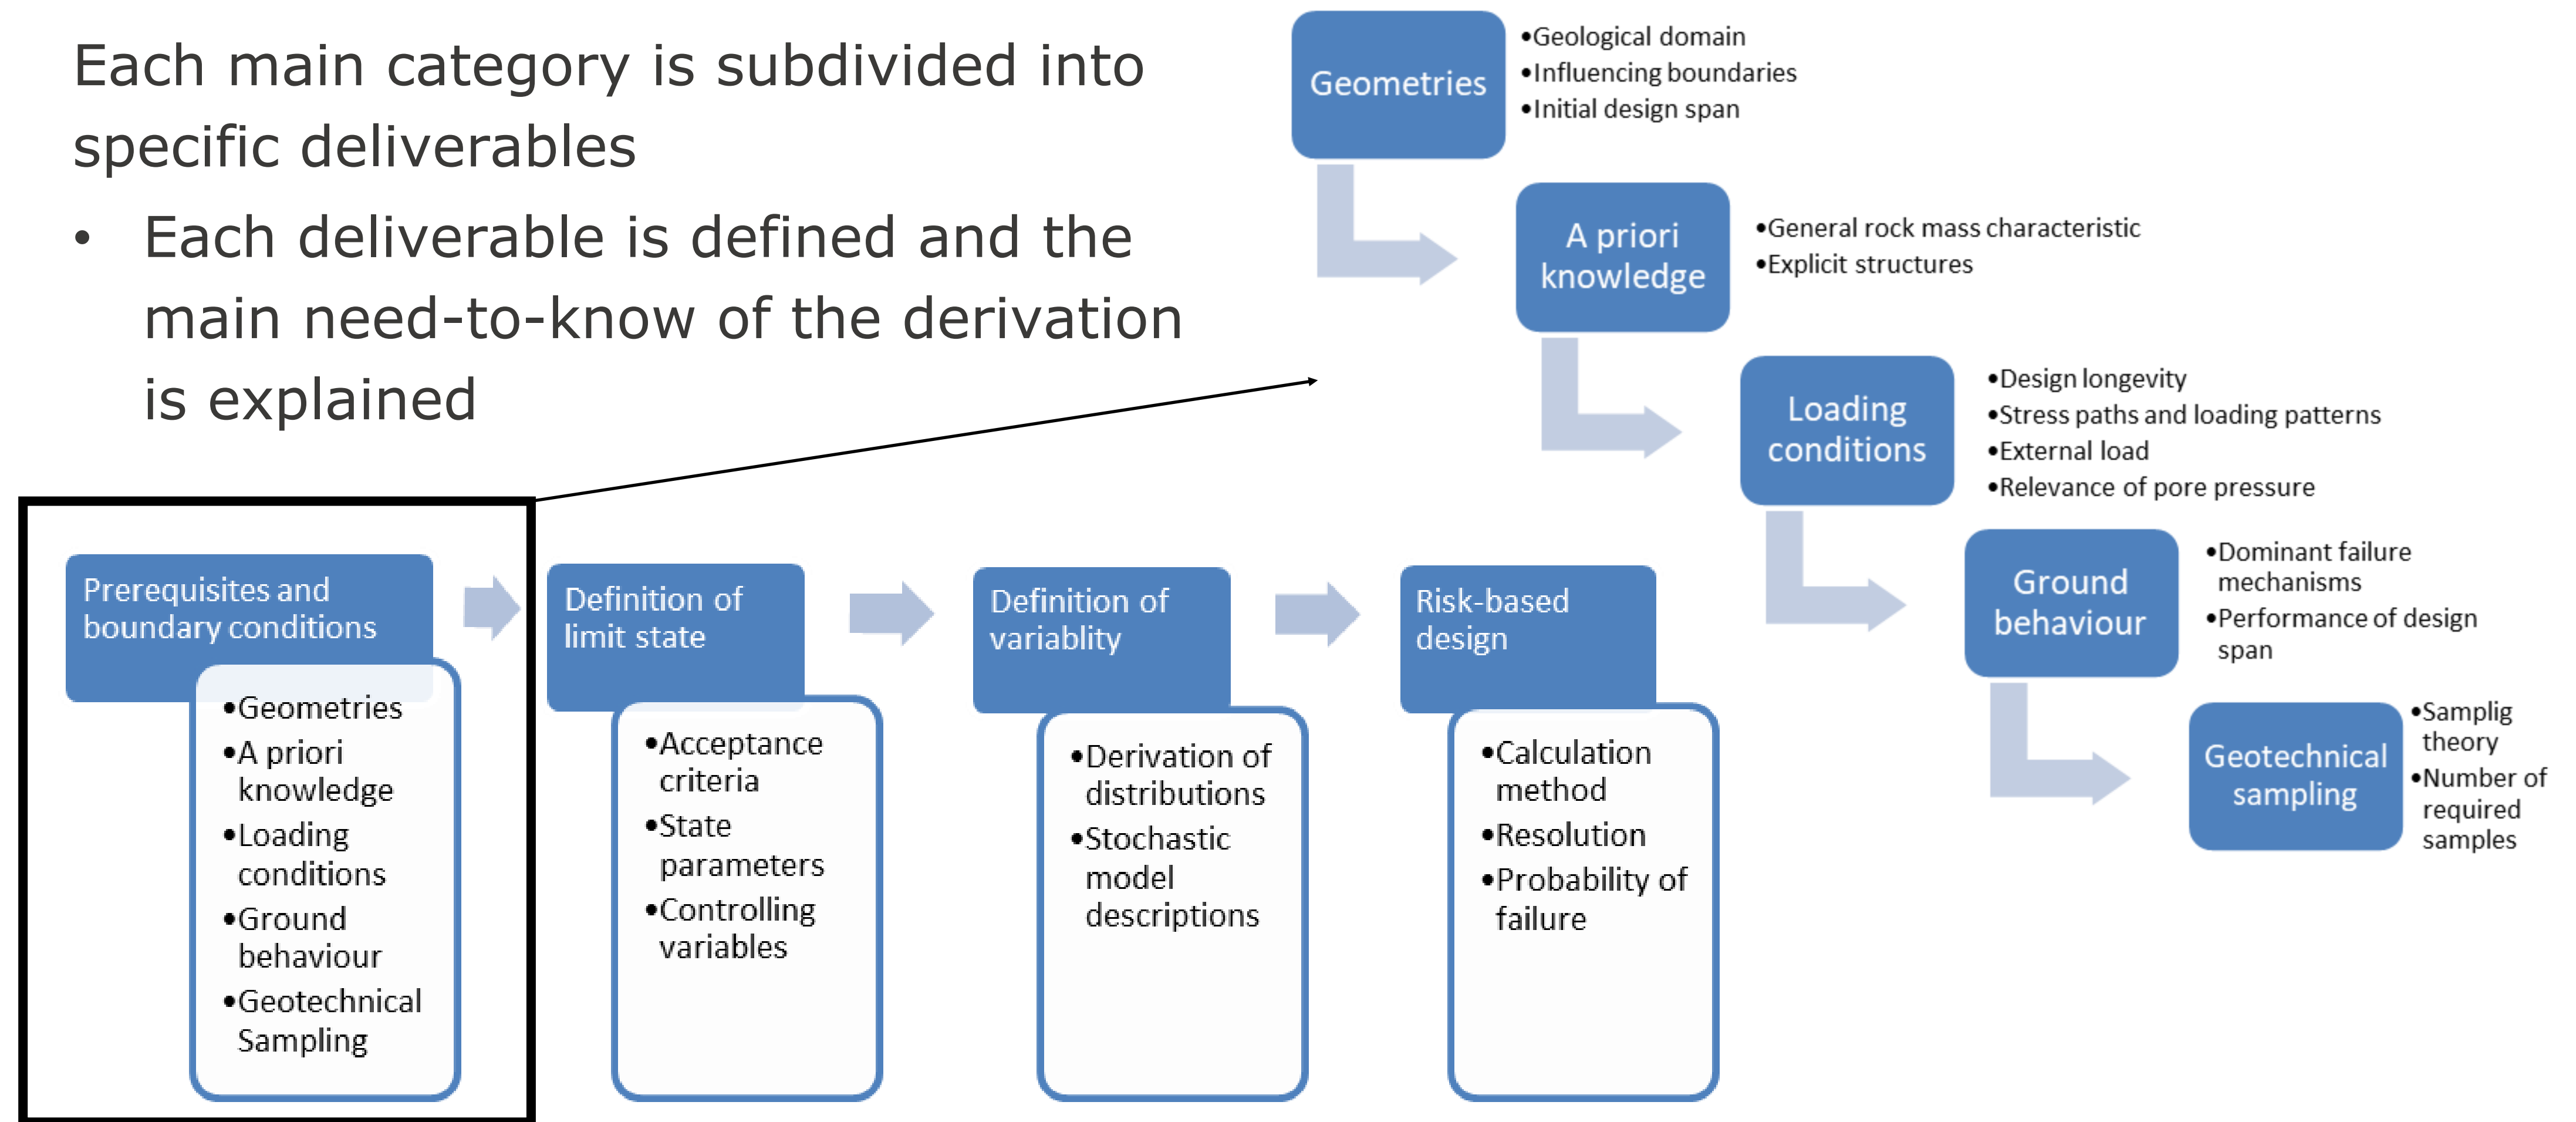 Each main category is subdivided into
specific deliverables
• Each deliverable is defined and the
main need-to-know of the derivation
is explained
Geometries
•Geological domain
•Influencing boundaries
•Initial design span
A priori
knowledge
•General rock mass characteristic
•Explicit structures
Loading
conditions
•Design longevity
•Stress paths and loading patterns
•External load
•Relevance of pore pressure
Ground
behaviour
•Dominant failure
mechanisms
•Performance of design
span
Geotechnical
sampling
•Samplig
theory
•Number of
required
samples
Prerequisites and
boundary conditions
•Geometries
•A priori
knowledge
•Loading
conditions
•Ground
behaviour
•Geotechnical
Sampling
Definition of
limit state
•Acceptance
criteria
•State
parameters
•Controlling
variables
Definition of
variablity
•Derivation of
distributions
•Stochastic
model
descriptions
Risk-based
design
•Calculation
method
•Resolution
•Probability of
failure